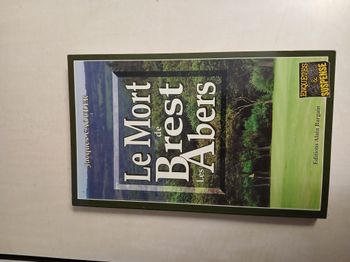 Le Mort
de
Brest
Les Abers
ENQUÊTES
&
SUSPENSE
Editions Alain Bargain